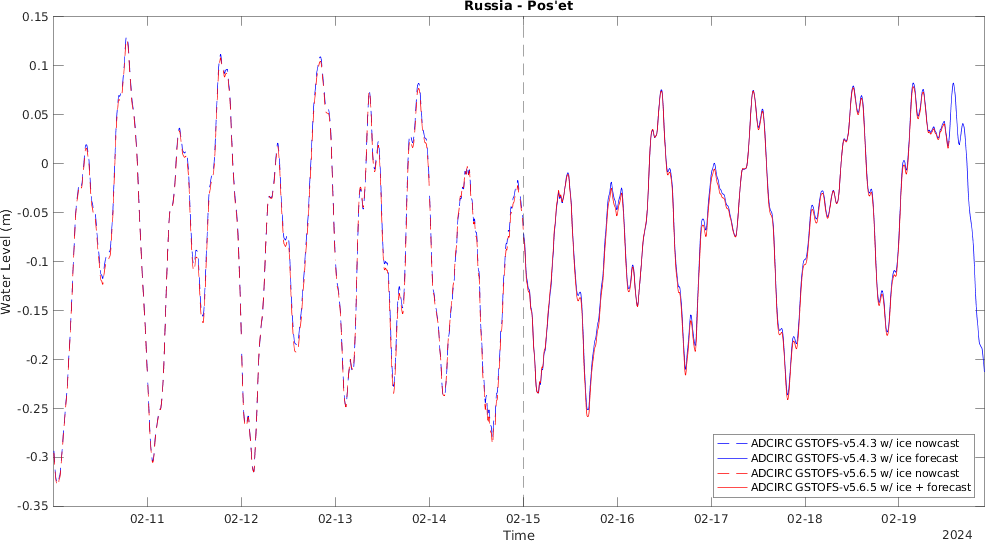 Russia - Pos'et
0.15
0.1
0.05
0
-0.05
-0.1
-0.15
-0.2
-0.25
-0.3
-0.35
Water Level (m)
ADCIRC GSTOFS-v5.4.3 w/ ice nowcast
ADCIRC GSTOFS-v5.4.3 w/ ice forecast
ADCIRC GSTOFS-v5.6.5 w/ ice nowcast
ADCIRC GSTOFS-v5.6.5 w/ ice + forecast
02-11 02-12 02-13 02-14 02-15 02-16 02-17 02-18 02-19
Time
2024